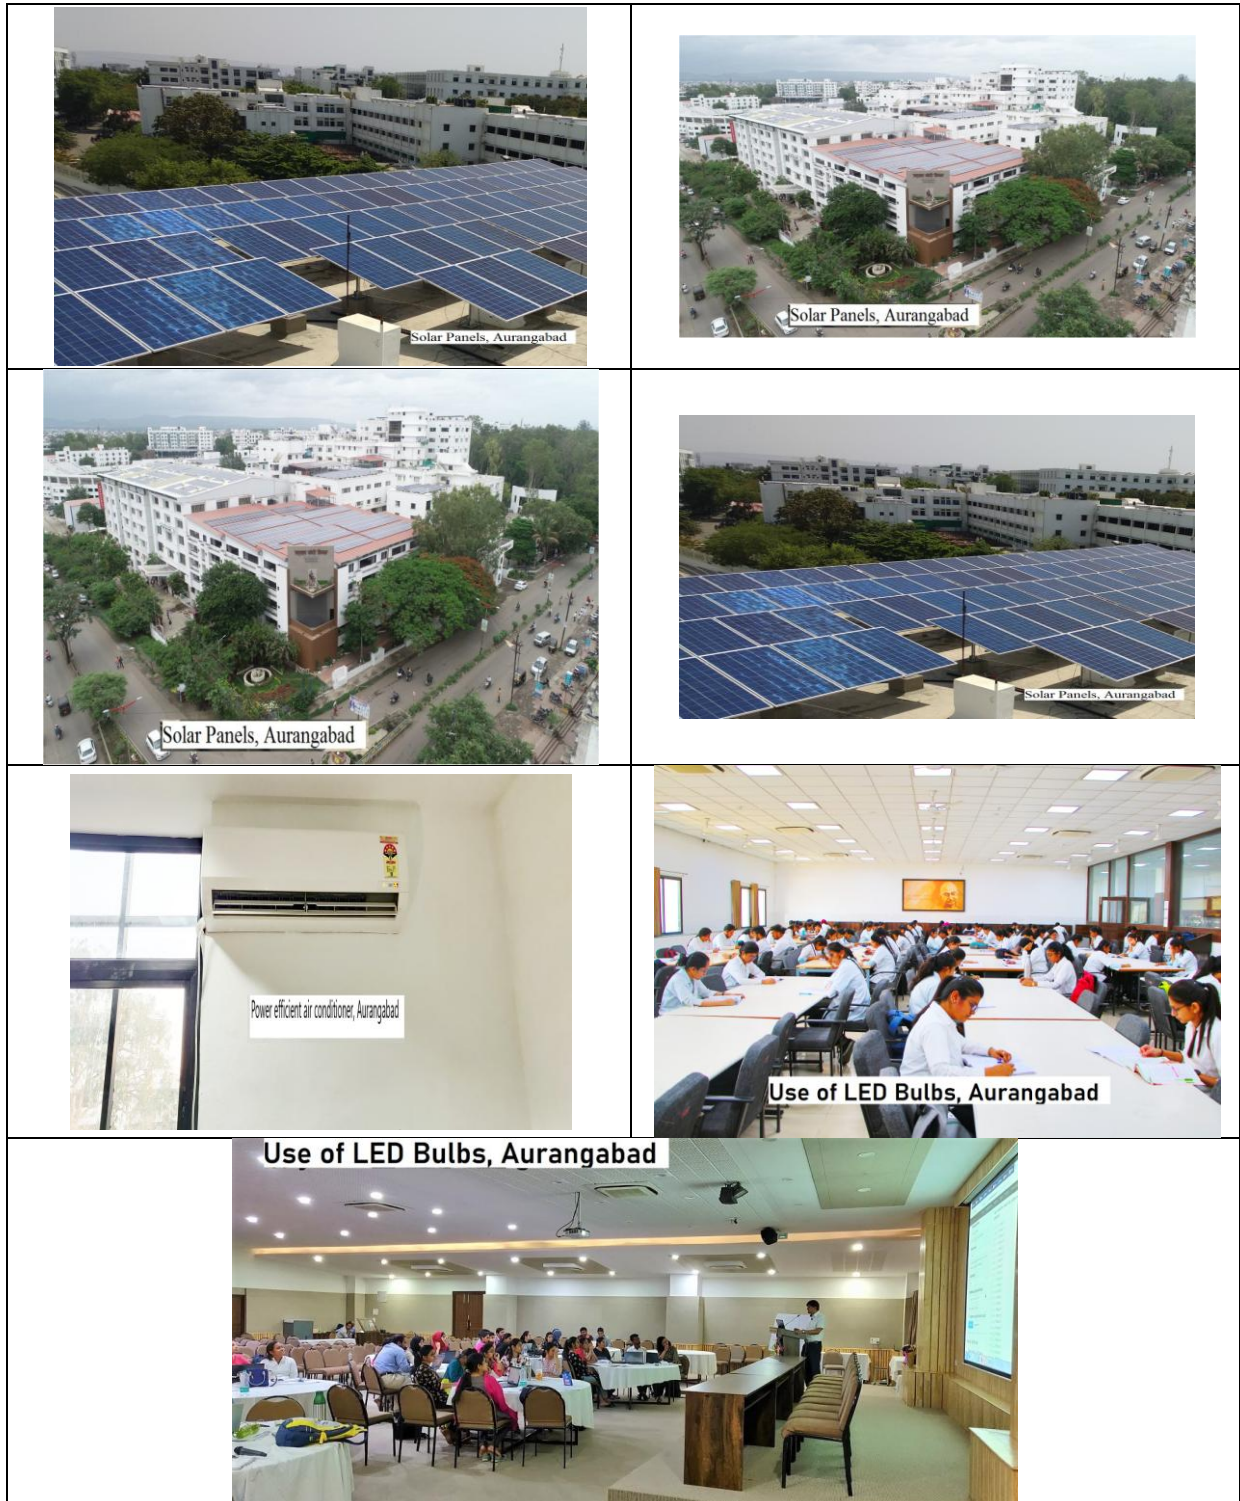 Solar Panels, Aurangabad
Solar Panels, Aurangabad
Solar Panels, Aurangabad
Solar Panels, Aurangabad
Power efficient air conditioner, Aurangabad
Use of LED Bulbs, Aurangabad
Use of LED Bulbs, Aurangabad